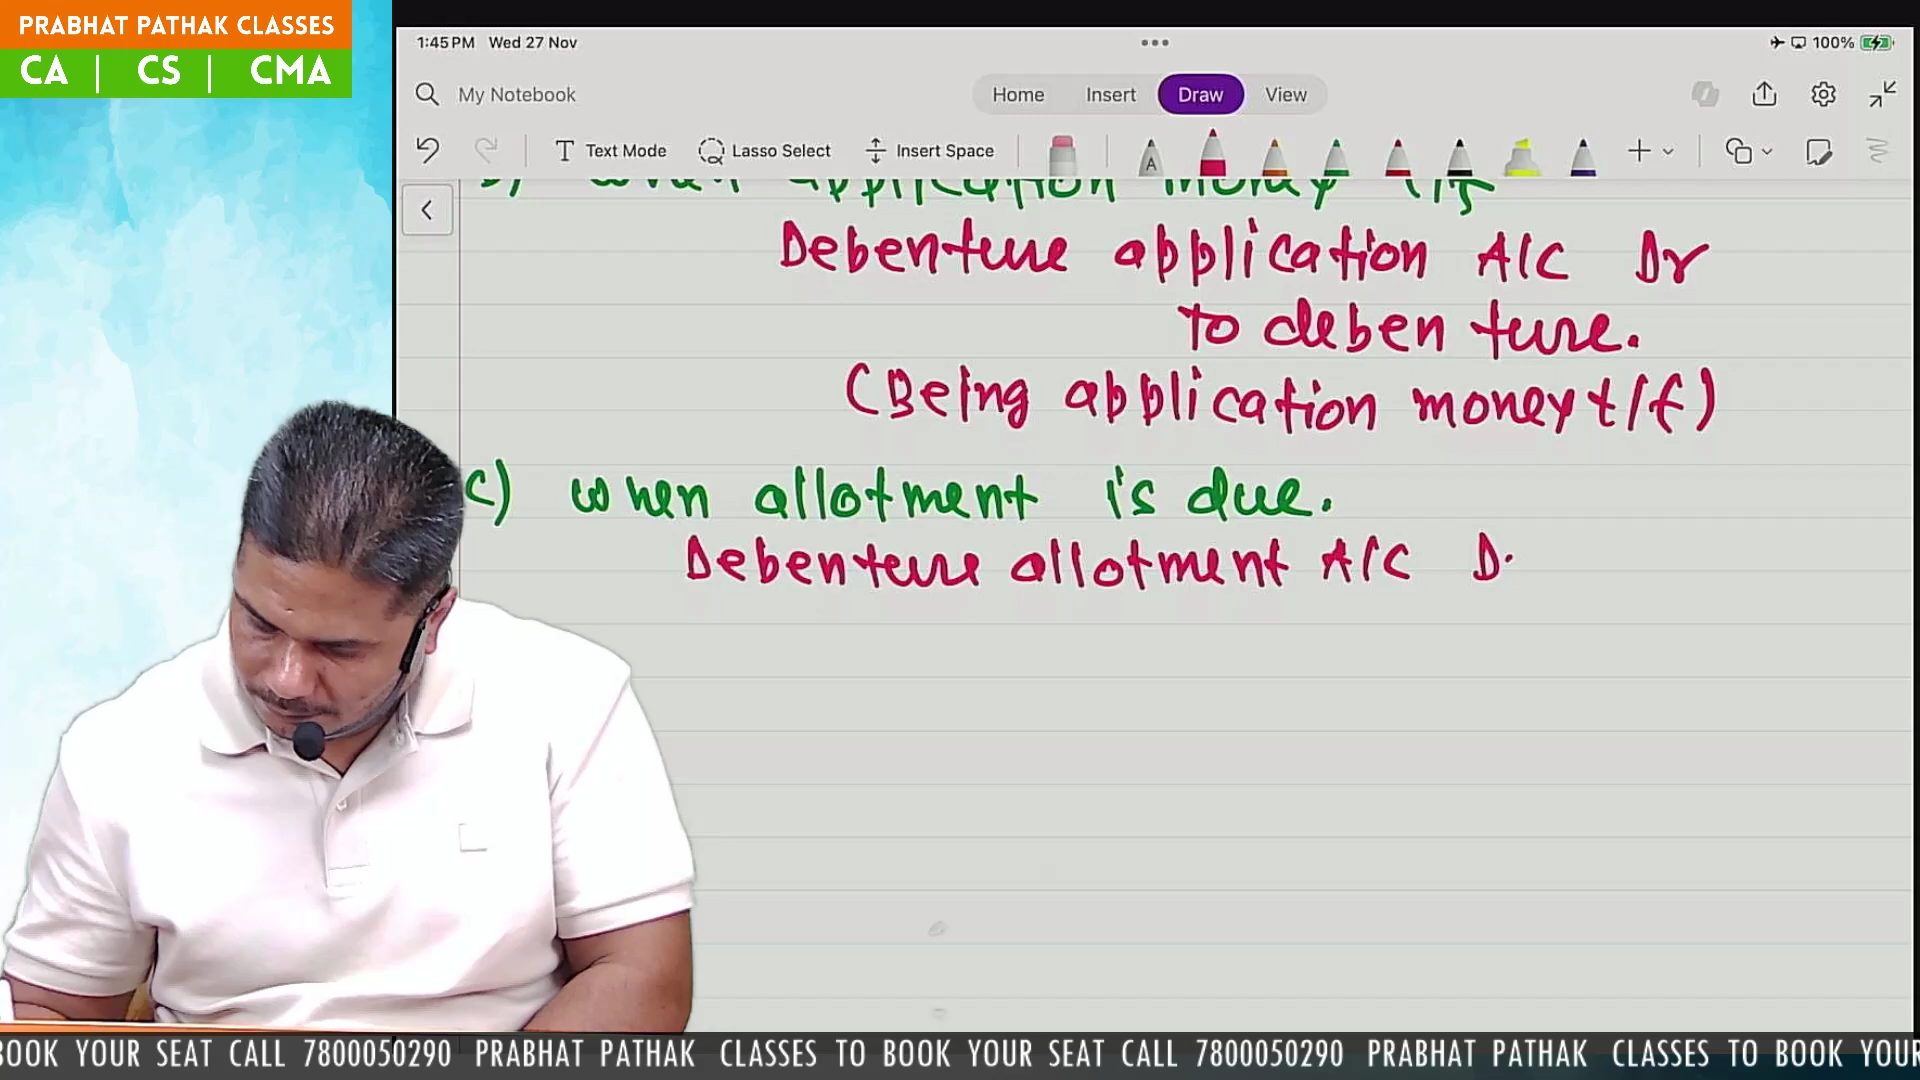 PRABHAT PATHAK CLASSES
CA | CS | CMA
1:45 PM Wed 27 Nov
100%
My Notebook
Home Insert Draw View
Text Mode Lasso Select Insert Space
A
b) when application money t/f
Debenture application A/C Dr
to debenture.
(Being application money t/f)
c) when allotment is due.
Debenture allotment A/C D
BOOK YOUR SEAT CALL 7800050290 PRABHAT PATHAK CLASSES TO BOOK YOUR SEAT CALL 7800050290 PRABHAT PATHAK CLASSES TO BOOK YOUR